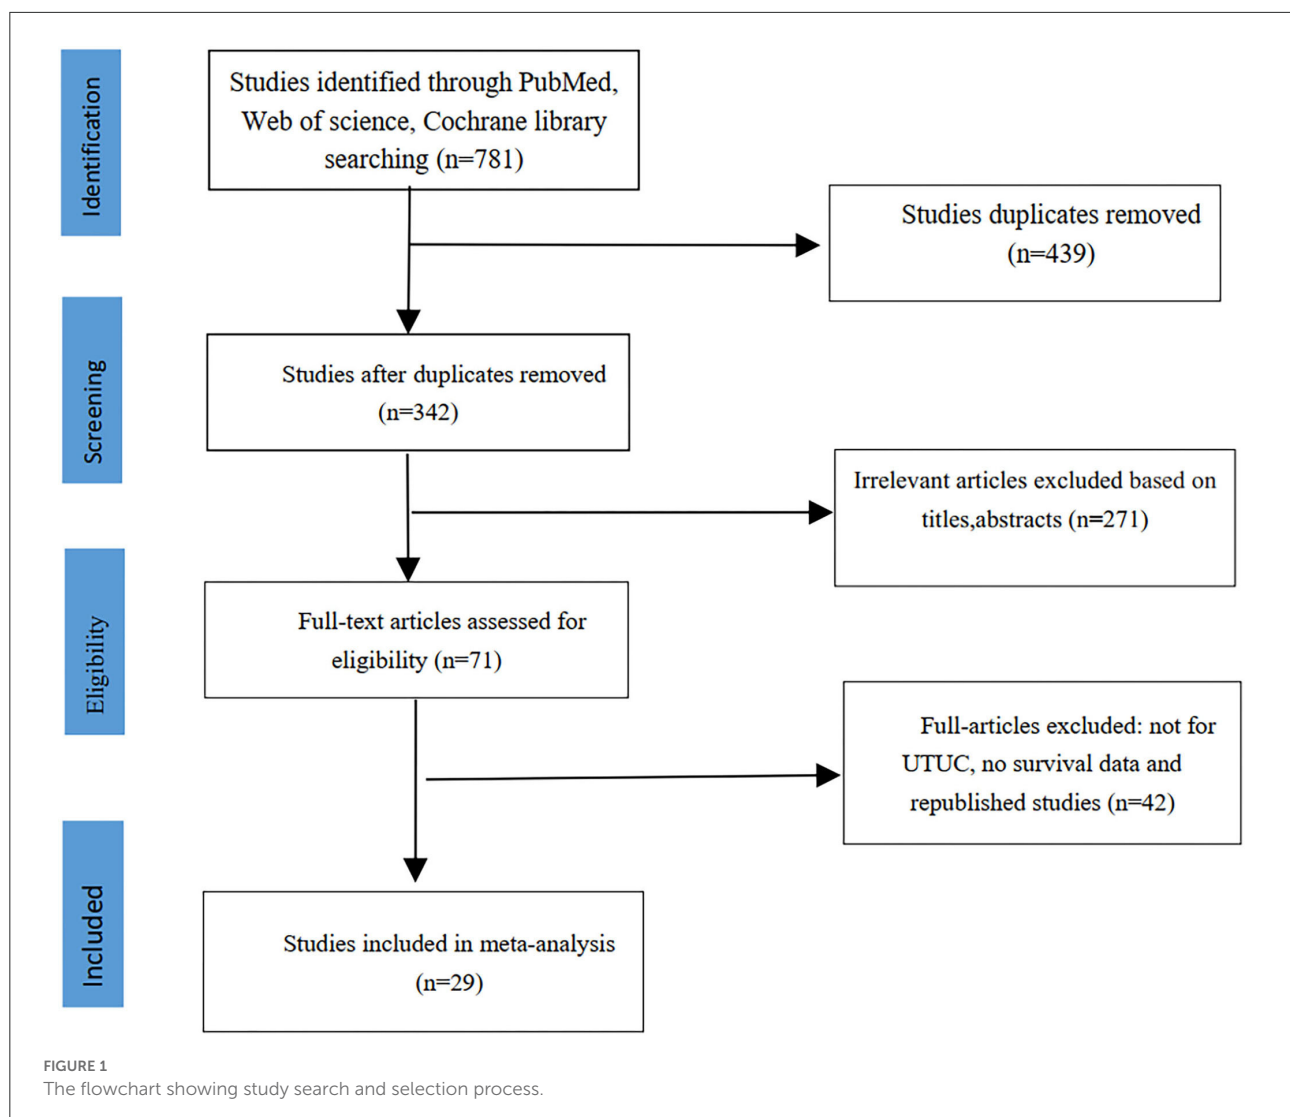 Identification
Studies identified through PubMed,
Web of science, Cochrane library
searching (n=781)
Studies duplicates removed
(n=439)
Screening
Studies after duplicates removed
(n=342)
Irrelevant articles excluded based on
titles,abstracts (n=271)
Eligibility
Full-text articles assessed for
eligibility (n=71)
Full-articles excluded: not for
UTUC, no survival data and
republished studies (n=42)
Included
Studies included in meta-analysis
(n=29)
FIGURE 1
The flowchart showing study search and selection process.